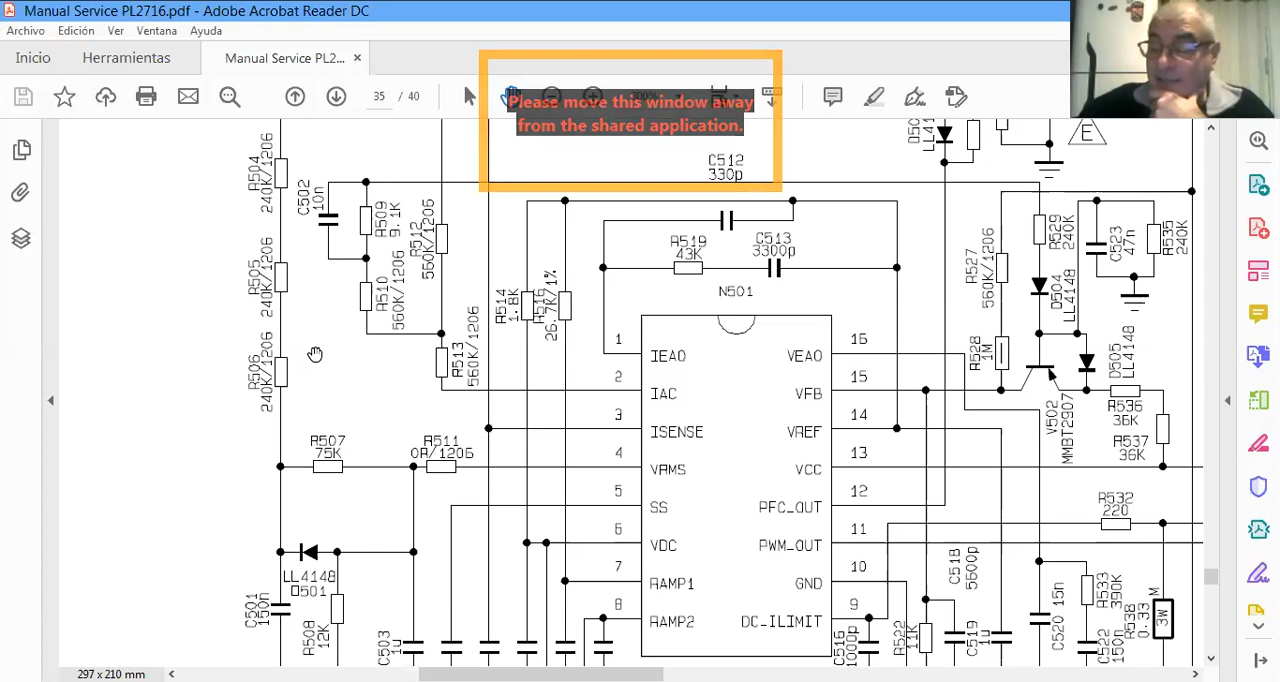 Manual Service PL2716.pdf - Adobe Acrobat Reader DC
Archivo Edición Ver Ventana Ayuda
Inicio Herramientas Manual Service PL2... ×
35 / 40
Please move this window away
from the shared application.
R504
240K/1206
C502
10n
R509
9.1K
R512
560K/1206
R505
240K/1206
R510
560K/1206
R513
560K/1206
R506
240K/1206
R507
75K
R511
0R/1206
LL4148
D501
C501
150n
R508
12K
C503
1u
R514
1.8K
26.7K/1%
C512
330p
R519
43K
C513
3300p
N501
1 IEAO
2 IAC
3 ISENSE
4 VRMS
5 SS
6 VDC
7 RAMP1
8 RAMP2
16 VEAO
15 VFB
14 VREF
13 VCC
12 PFC_OUT
11 PWM_OUT
10 GND
9 DC_ILIMIT
E
R527
560K/1206
R528
1M
R529
240K
D504
LL4148
C523
47n
R535
240K
D505
LL4148
V502
MMBT2907
R536
36K
R537
36K
R532
220
C518
5600p
C516
1000p
R522
11K
C519
1u
C520 15n
R533
390K
C522
150n
R538
0.33
M
3W
297 x 210 mm